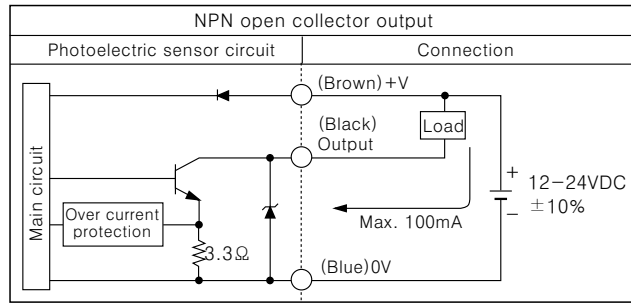 NPN open collector output
Photoelectric sensor circuit
Connection
Main circuit
(Brown)+V
(Black)
Output
Load
Over current
protection
3.3Ω
(Blue)0V
Max. 100mA
+
12-24VDC
−
±10%